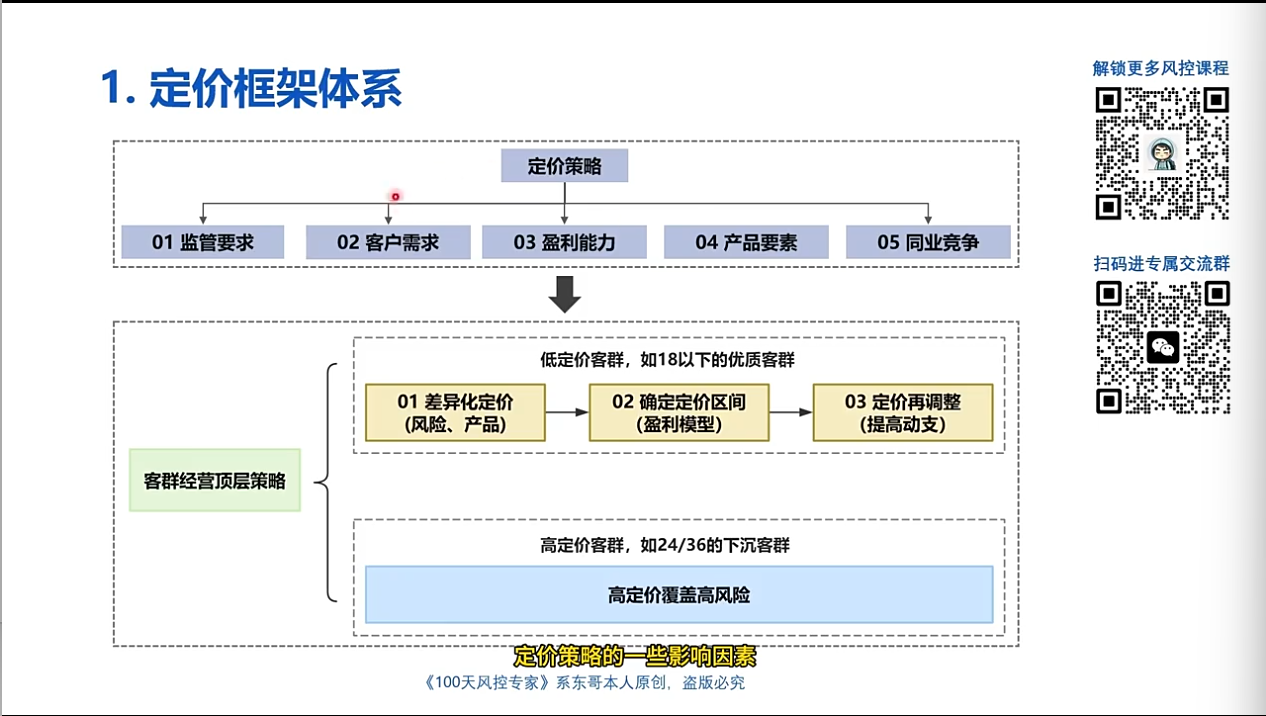 1. 定价框架体系
定价策略
01 监管要求
02 客户需求
03 盈利能力
04 产品要素
05 同业竞争
客群经营顶层策略
低定价客群，如18以下的优质客群
01 差异化定价
(风险、产品)
02 确定定价区间
(盈利模型)
03 定价再调整
(提高动支)
高定价客群，如24/36的下沉客群
高定价覆盖高风险
定价策略的一些影响因素
《100天风控专家》系东哥本人原创，盗版必究
解锁更多风控课程
扫码进专属交流群